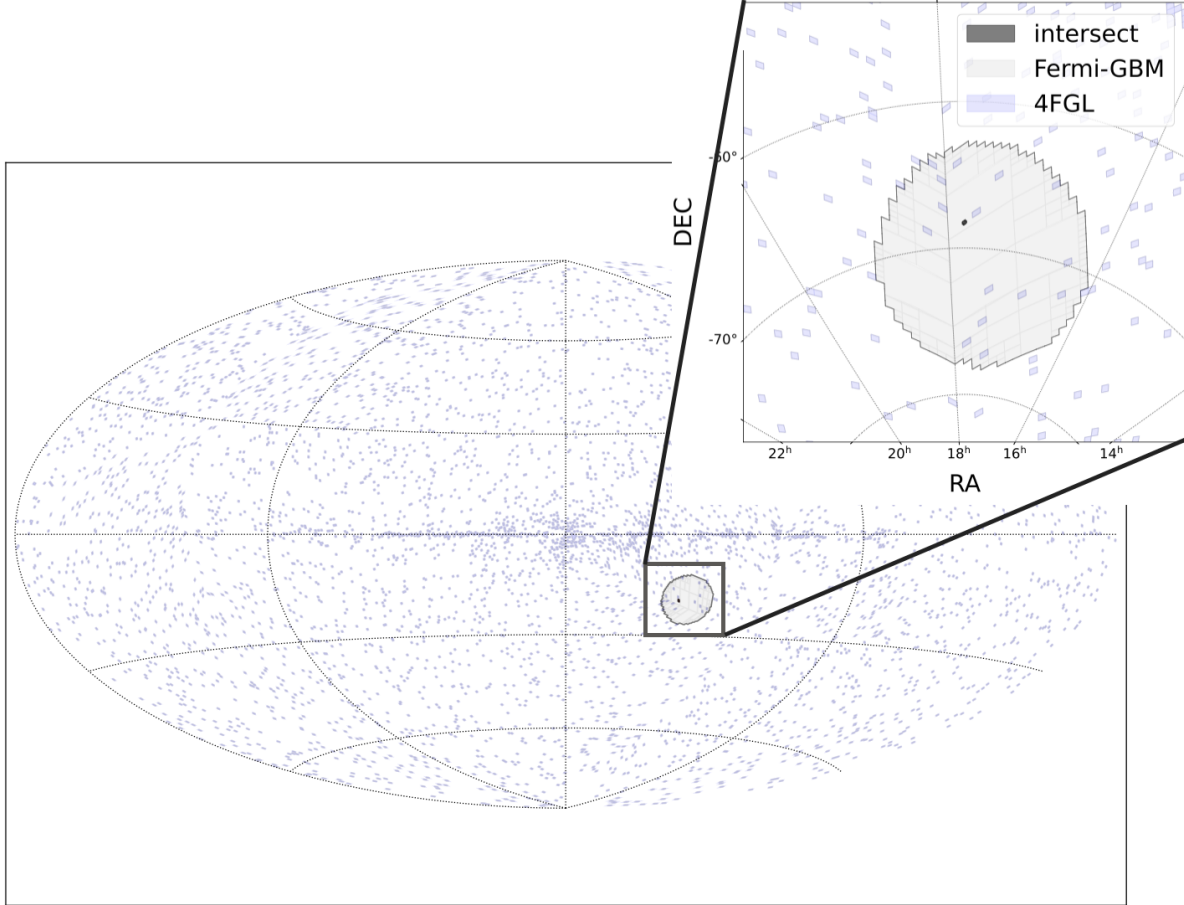 intersect
Fermi-GBM
4FGL
-60°
DEC
-70°
22ʰ 20ʰ 18ʰ 16ʰ 14ʰ
RA